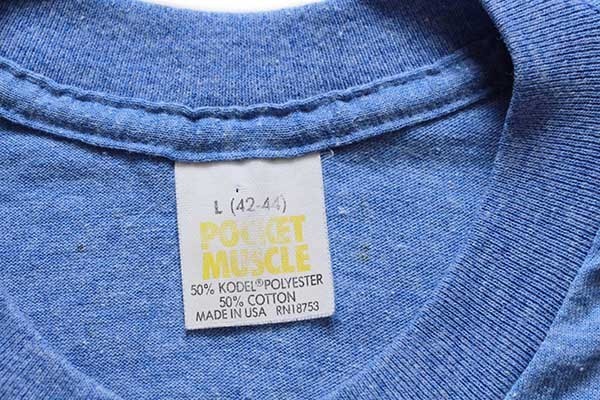 L (42-44)
POCKET
MUSCLE
50% KODEL® POLYESTER
50% COTTON
MADE IN USA RN18753